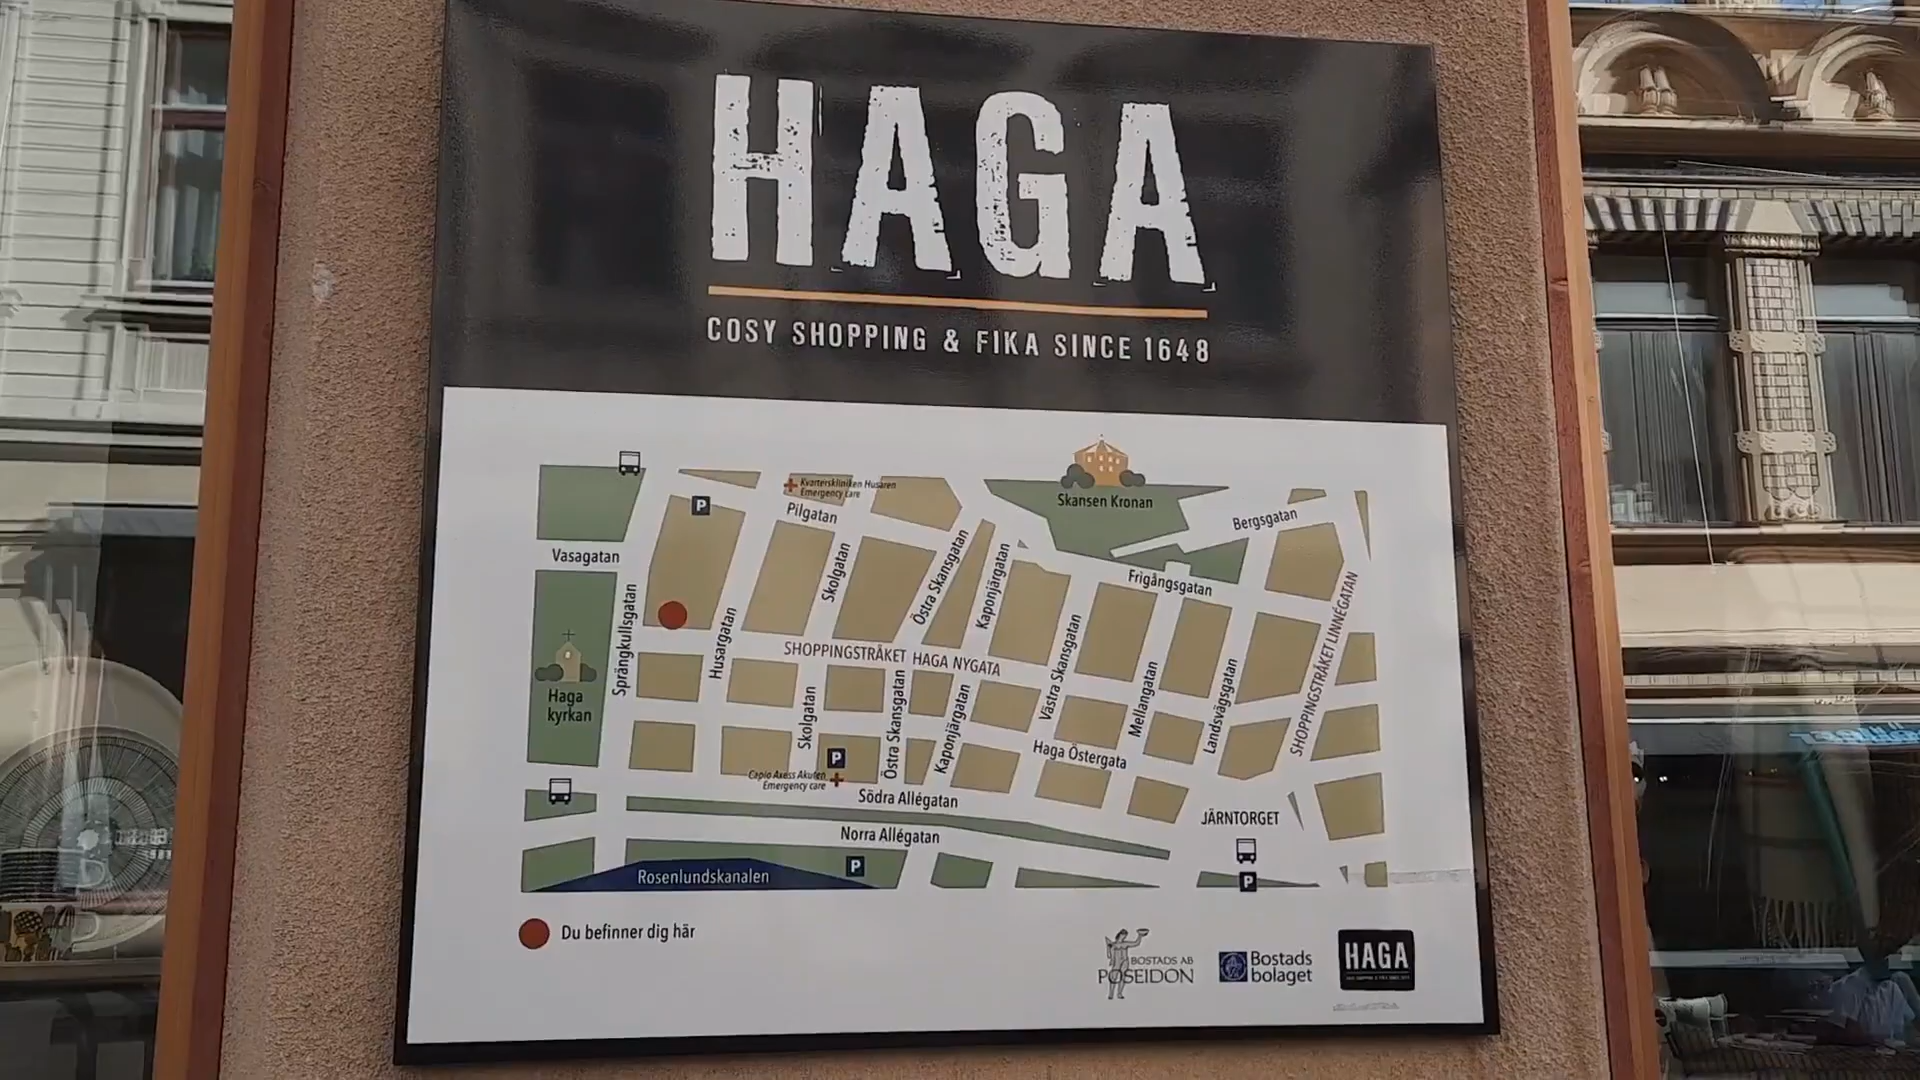 HAGA
COSY SHOPPING & FIKA SINCE 1648
Kvarterskliniken Husaren
Emergency care
P
Pilgatan
Skansen Kronan
Bergsgatan
Vasagatan
Skolgatan
Östra Skansgatan
Kaponjärgatan
Frigångsgatan
Sprängkullsgatan
Husargatan
SHOPPINGSTRÅKET HAGA NYGATA
SHOPPINGSTRÅKET LINNÉGATAN
Haga
kyrkan
Skolgatan
Östra Skansgatan
Kaponjärgatan
Västra Skansgatan
Mellangatan
Landsvägsgatan
Haga Östergata
P
Capio Axess Akuten
Emergency care
Södra Allégatan
JÄRNTORGET
Norra Allégatan
P
P
Rosenlundskanalen
Du befinner dig här
BOSTADS AB
POSEIDON
Bostads
bolaget
HAGA